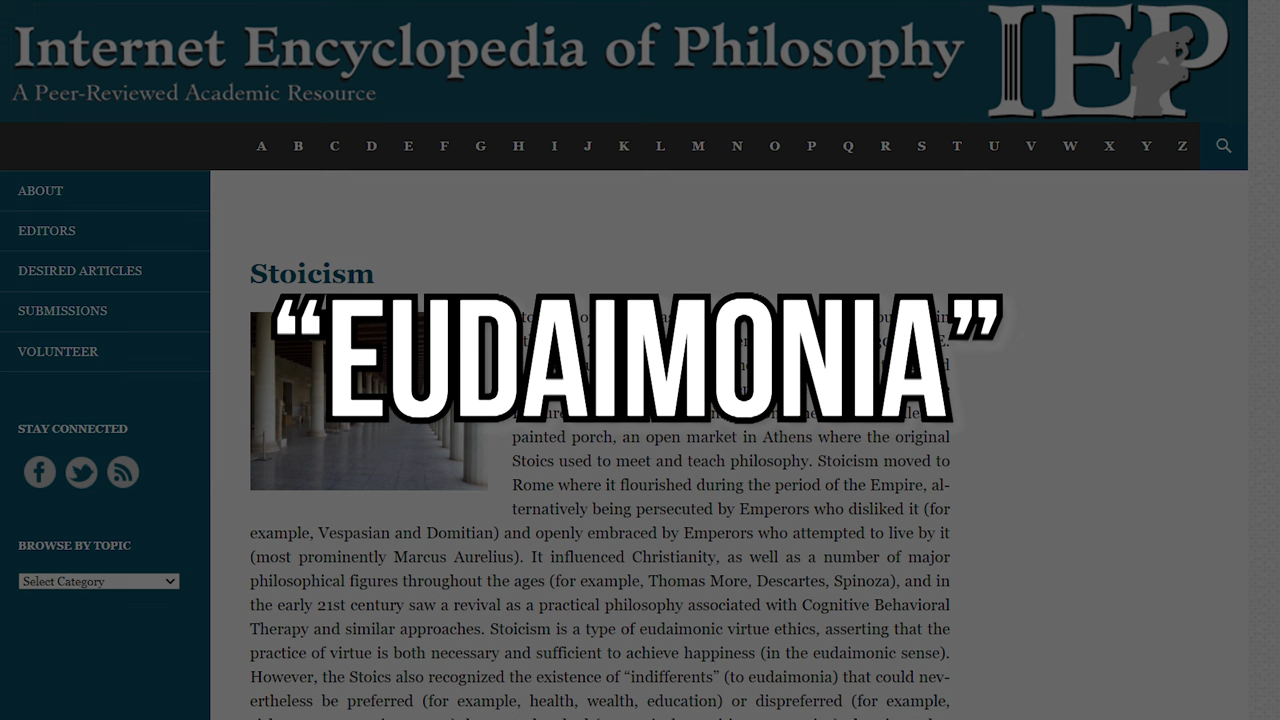 Internet Encyclopedia of Philosophy
IEP
A Peer-Reviewed Academic Resource
A B C D E F G H I J K L M N O P Q R S T U V W X Y Z
ABOUT
EDITORS
DESIRED ARTICLES
SUBMISSIONS
VOLUNTEER
STAY CONNECTED
BROWSE BY TOPIC
Select Category
Stoicism
“EUDAIMONIA”
painted porch, an open market in Athens where the original
Stoics used to meet and teach philosophy. Stoicism moved to
Rome where it flourished during the period of the Empire, al-
ternatively being persecuted by Emperors who disliked it (for
example, Vespasian and Domitian) and openly embraced by Emperors who attempted to live by it
(most prominently Marcus Aurelius). It influenced Christianity, as well as a number of major
philosophical figures throughout the ages (for example, Thomas More, Descartes, Spinoza), and in
the early 21st century saw a revival as a practical philosophy associated with Cognitive Behavioral
Therapy and similar approaches. Stoicism is a type of eudaimonic virtue ethics, asserting that the
practice of virtue is both necessary and sufficient to achieve happiness (in the eudaimonic sense).
However, the Stoics also recognized the existence of “indifferents” (to eudaimonia) that could nev-
ertheless be preferred (for example, health, wealth, education) or dispreferred (for example,